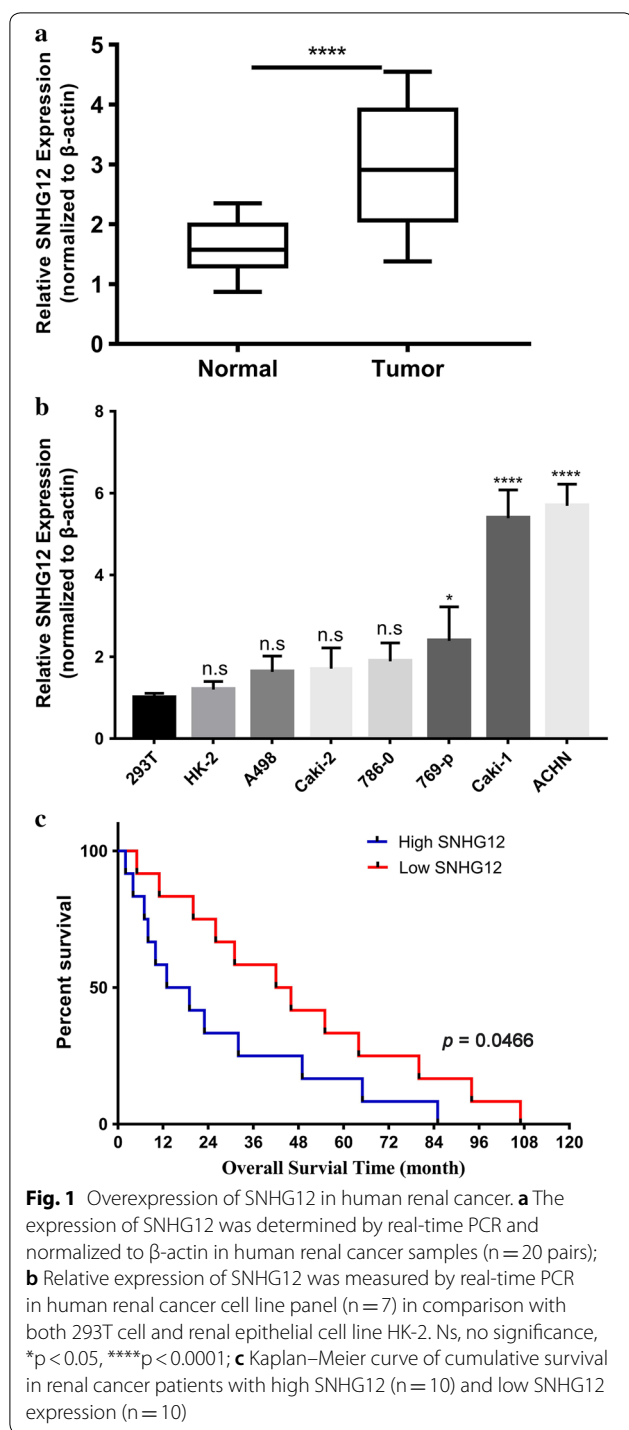 a
Relative SNHG12 Expression
(normalized to β-actin)
5
4
3
2
1
0
****
Normal Tumor
b
Relative SNHG12 Expression
(normalized to β-actin)
8
6
4
2
0
n.s
n.s
n.s
n.s
*
****
****
293T
HK-2
A498
Caki-2
786-0
769-p
Caki-1
ACHN
c
High SNHG12
Low SNHG12
Percent survival
100
50
0
p = 0.0466
0 12 24 36 48 60 72 84 96 108 120
Overall Survial Time (month)
Fig. 1 Overexpression of SNHG12 in human renal cancer. a The
expression of SNHG12 was determined by real-time PCR and
normalized to β-actin in human renal cancer samples (n = 20 pairs);
b Relative expression of SNHG12 was measured by real-time PCR
in human renal cancer cell line panel (n = 7) in comparison with
both 293T cell and renal epithelial cell line HK-2. Ns, no significance,
*p < 0.05, ****p < 0.0001; c Kaplan–Meier curve of cumulative survival
in renal cancer patients with high SNHG12 (n = 10) and low SNHG12
expression (n = 10)